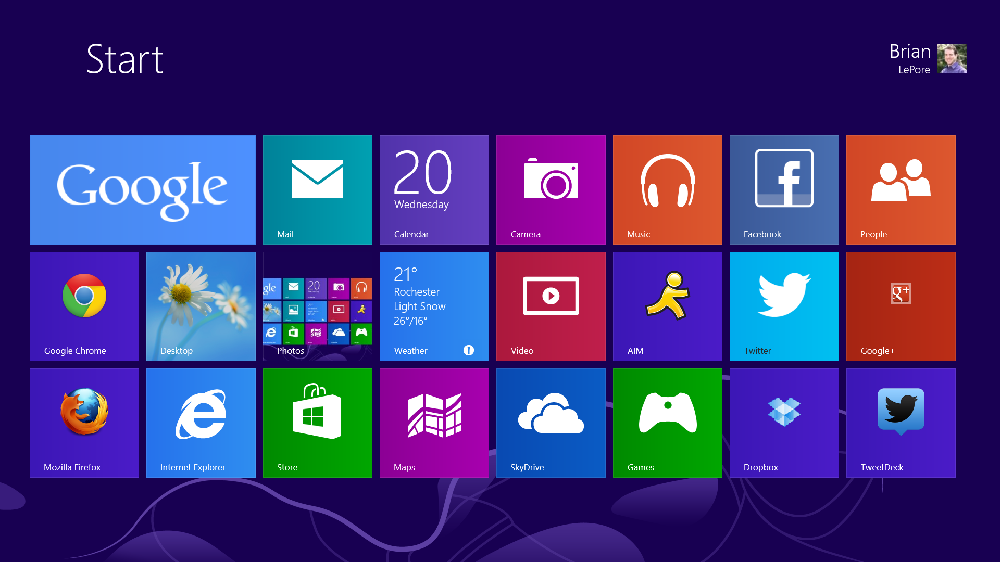 Start
Brian
LePore
Google
Mail
20
Wednesday
Calendar
Camera
Music
Facebook
People
Google Chrome
Desktop
Photos
21°
Rochester
Light Snow
26°/16°
Weather
Video
AIM
Twitter
g+
Google+
Mozilla Firefox
Internet Explorer
Store
Maps
SkyDrive
Games
Dropbox
TweetDeck